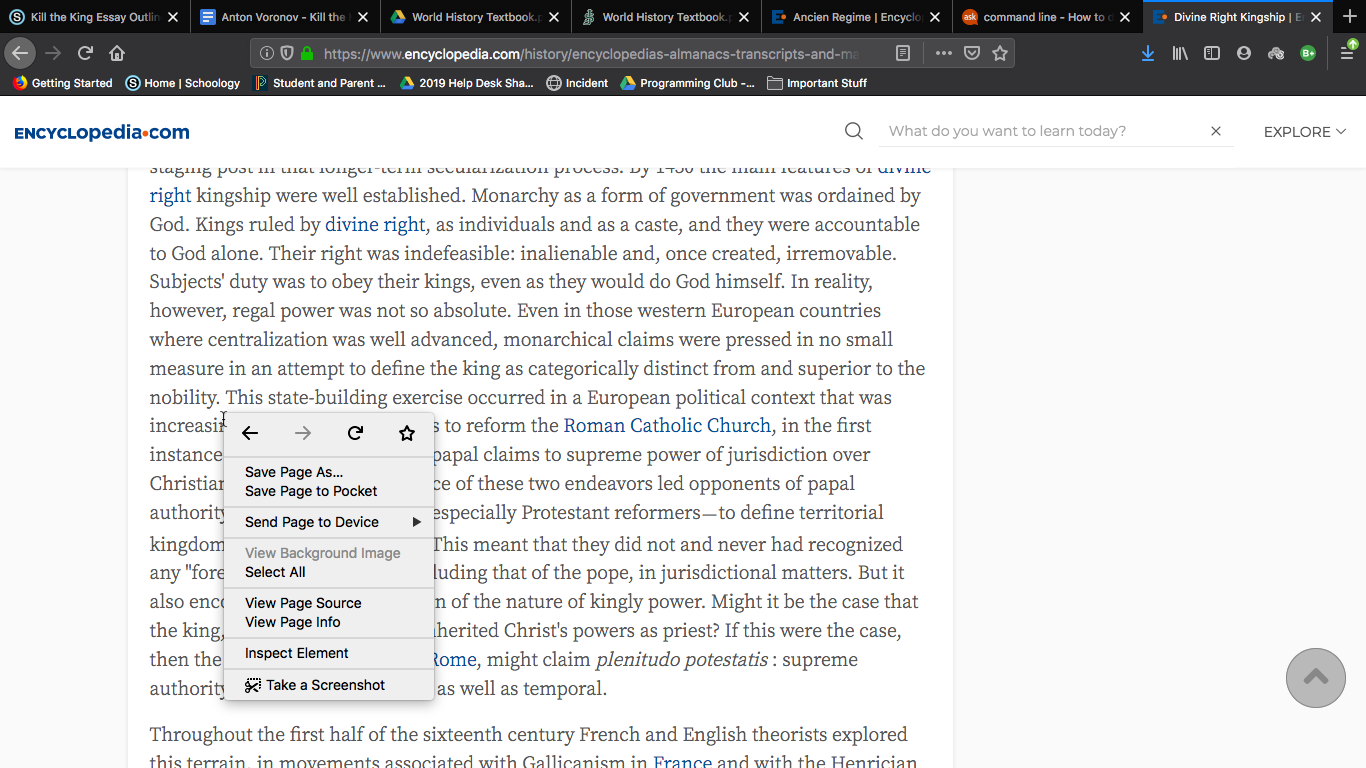 Kill the King Essay Outlin
Anton Voronov - Kill the
World History Textbook.p
World History Textbook.p
Ancien Regime | Encyclo
command line - How to
Divine Right Kingship |
https://www.encyclopedia.com/history/encyclopedias-almanacs-transcripts-and-ma
Getting Started
Home | Schoology
Student and Parent ...
2019 Help Desk Sha...
Incident
Programming Club -...
Important Stuff
ENCYCLOpedia.com
What do you want to learn today?
EXPLORE
staging post in that longer-term secularization process. By 1450 the main features of divine
right kingship were well established. Monarchy as a form of government was ordained by
God. Kings ruled by divine right, as individuals and as a caste, and they were accountable
to God alone. Their right was indefeasible: inalienable and, once created, irremovable.
Subjects' duty was to obey their kings, even as they would do God himself. In reality,
however, regal power was not so absolute. Even in those western European countries
where centralization was well advanced, monarchical claims were pressed in no small
measure in an attempt to define the king as categorically distinct from and superior to the
nobility. This state-building exercise occurred in a European political context that was
increasi s to reform the Roman Catholic Church, in the first
instance papal claims to supreme power of jurisdiction over
Christian ce of these two endeavors led opponents of papal
authority especially Protestant reformers—to define territorial
kingdom This meant that they did not and never had recognized
any "fore luding that of the pope, in jurisdictional matters. But it
also enc n of the nature of kingly power. Might it be the case that
the king, herited Christ's powers as priest? If this were the case,
then the Rome, might claim plenitudo potestatis : supreme
authority as well as temporal.
Throughout the first half of the sixteenth century French and English theorists explored
this terrain, in movements associated with Gallicanism in France and with the Henrician
Save Page As...
Save Page to Pocket
Send Page to Device
View Background Image
Select All
View Page Source
View Page Info
Inspect Element
Take a Screenshot